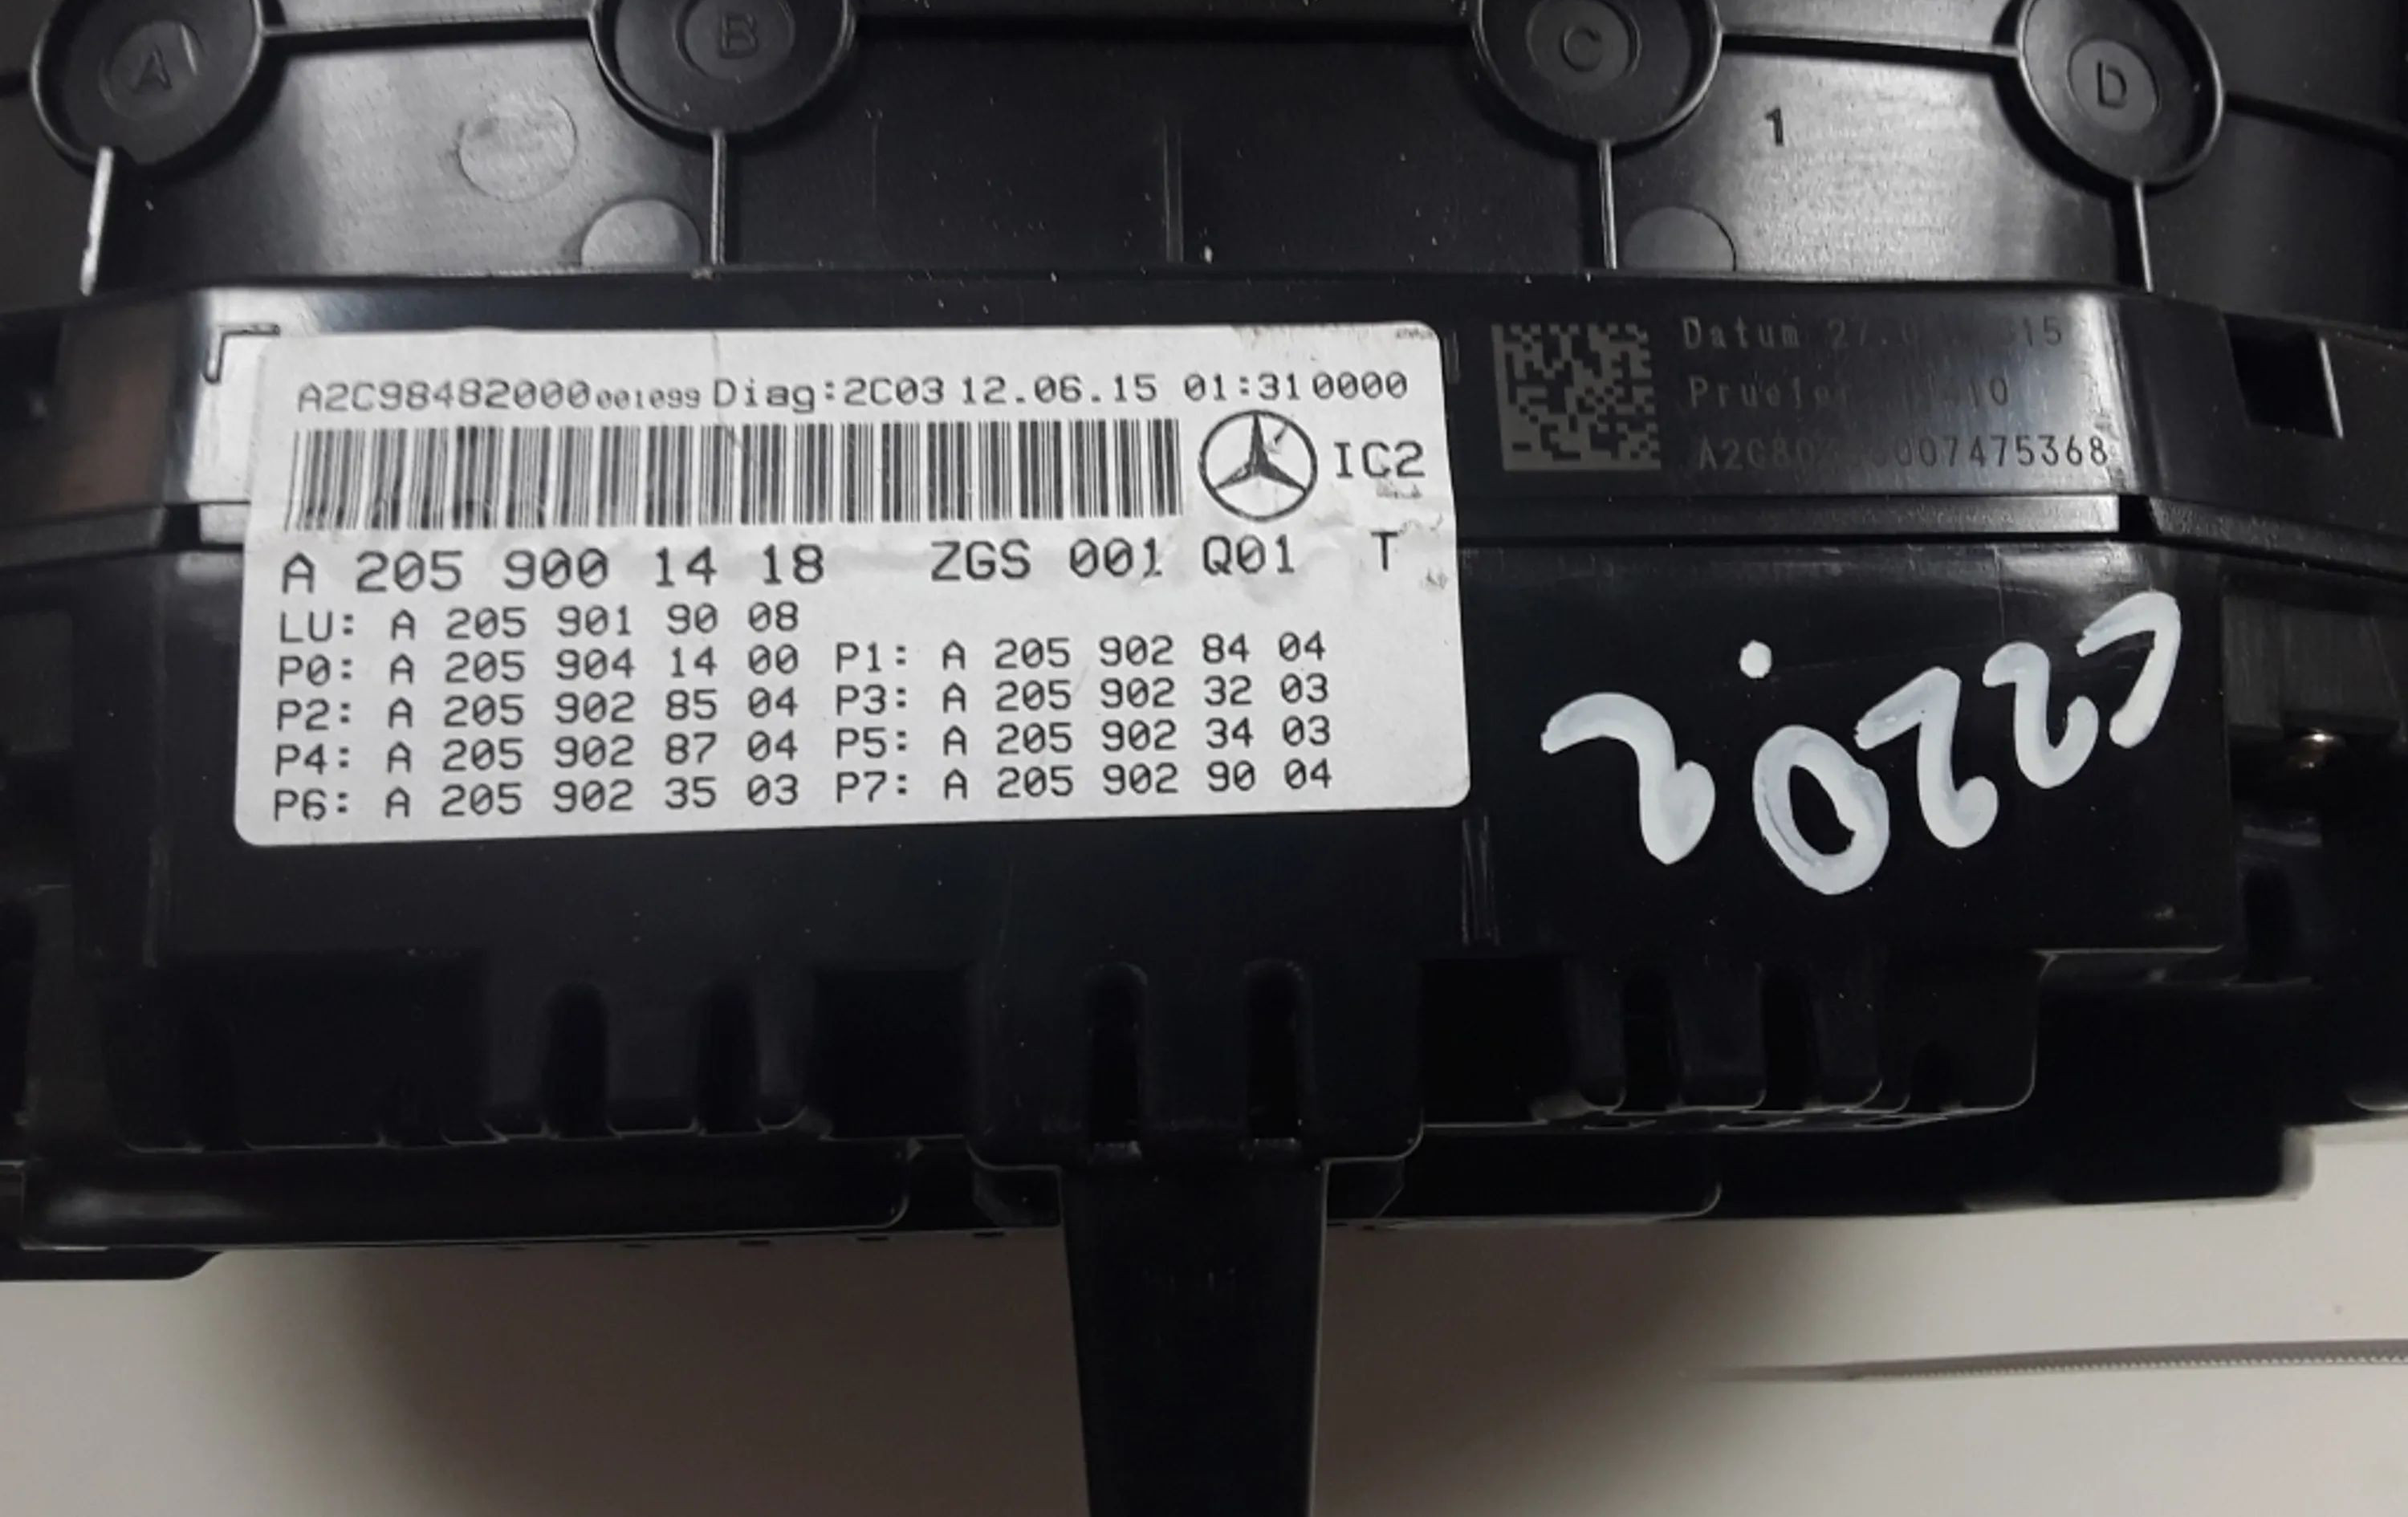 A
B
C
D
1
A2C98482000001099 Diag:2C03 12.06.15 01:310000
IC2
A 205 900 14 18 ZGS 001 Q01 T
LU: A 205 901 90 08
P0: A 205 904 14 00 P1: A 205 902 84 04
P2: A 205 902 85 04 P3: A 205 902 32 03
P4: A 205 902 87 04 P5: A 205 902 34 03
P6: A 205 902 35 03 P7: A 205 902 90 04
Datum
Pruefer